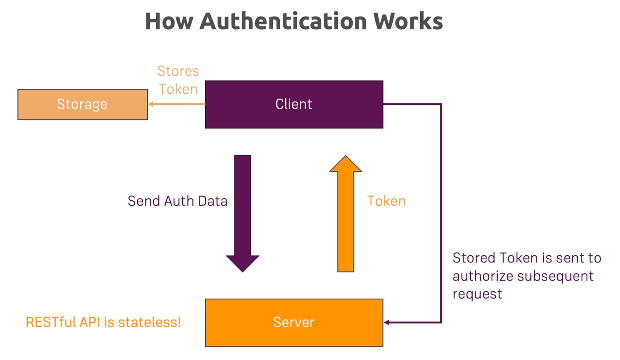 How Authentication Works
Stores
Token
Storage
Client
Send Auth Data
Token
Stored Token is sent to
authorize subsequent
request
RESTful API is stateless!
Server